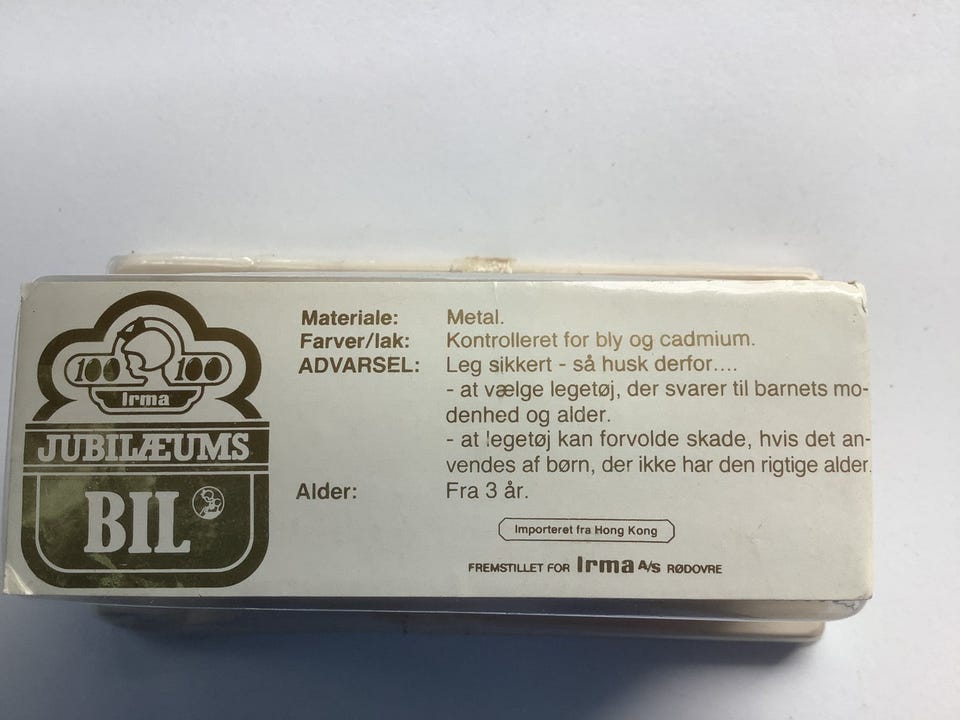 100 100
Irma
JUBILÆUMS
BIL
Materiale: Metal.
Farver/lak: Kontrolleret for bly og cadmium.
ADVARSEL: Leg sikkert - så husk derfor....
- at vælge legetøj, der svarer til barnets mo-
denhed og alder.
- at legetøj kan forvolde skade, hvis det an-
vendes af børn, der ikke har den rigtige alder.
Alder: Fra 3 år.
Importeret fra Hong Kong
FREMSTILLET FOR Irma A/S RØDOVRE